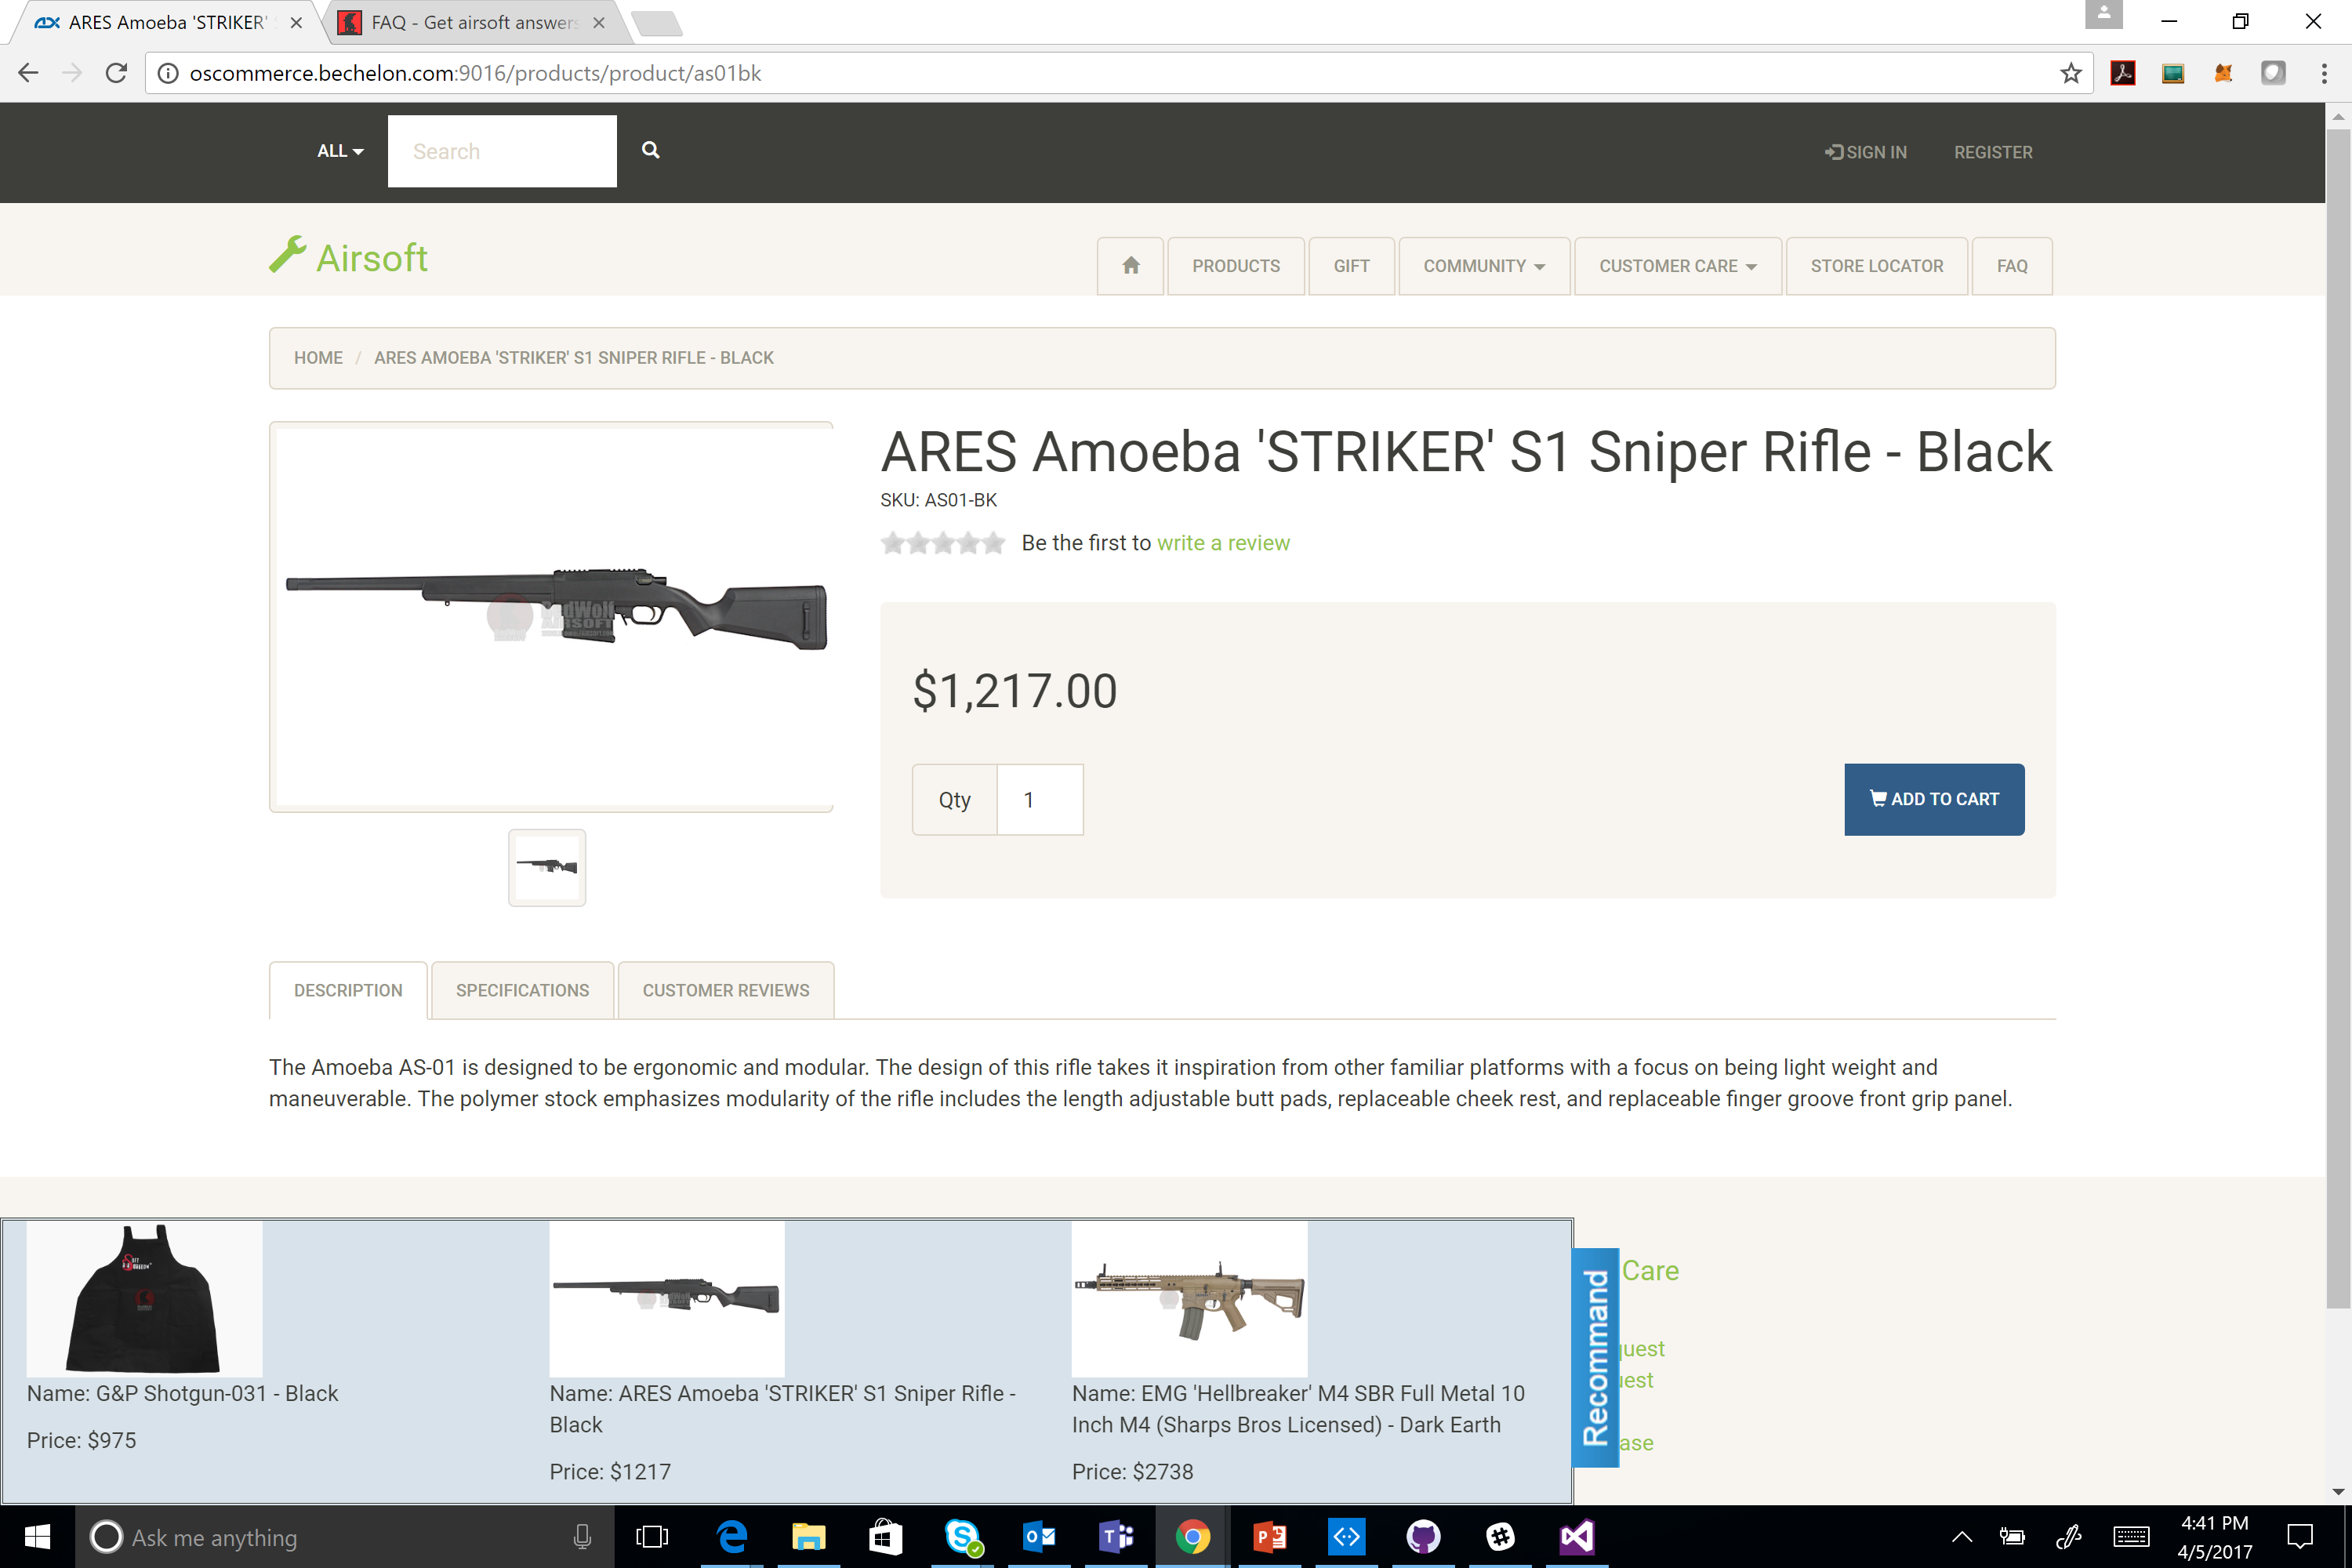 ARES Amoeba 'STRIKER'
FAQ - Get airsoft answers
oscommerce.bechelon.com:9016/products/product/as01bk
ALL
Search
SIGN IN
REGISTER
Airsoft
PRODUCTS
GIFT
COMMUNITY
CUSTOMER CARE
STORE LOCATOR
FAQ
HOME / ARES AMOEBA 'STRIKER' S1 SNIPER RIFLE - BLACK
ARES Amoeba 'STRIKER' S1 Sniper Rifle - Black
SKU: AS01-BK
Be the first to write a review
$1,217.00
Qty
1
ADD TO CART
DESCRIPTION
SPECIFICATIONS
CUSTOMER REVIEWS
The Amoeba AS-01 is designed to be ergonomic and modular. The design of this rifle takes it inspiration from other familiar platforms with a focus on being light weight and
maneuverable. The polymer stock emphasizes modularity of the rifle includes the length adjustable butt pads, replaceable cheek rest, and replaceable finger groove front grip panel.
Name: G&P Shotgun-031 - Black
Price: $975
Name: ARES Amoeba 'STRIKER' S1 Sniper Rifle -
Black
Price: $1217
Name: EMG 'Hellbreaker' M4 SBR Full Metal 10
Inch M4 (Sharps Bros Licensed) - Dark Earth
Price: $2738
Recommand
Care
Ask me anything
4:41 PM
4/5/2017